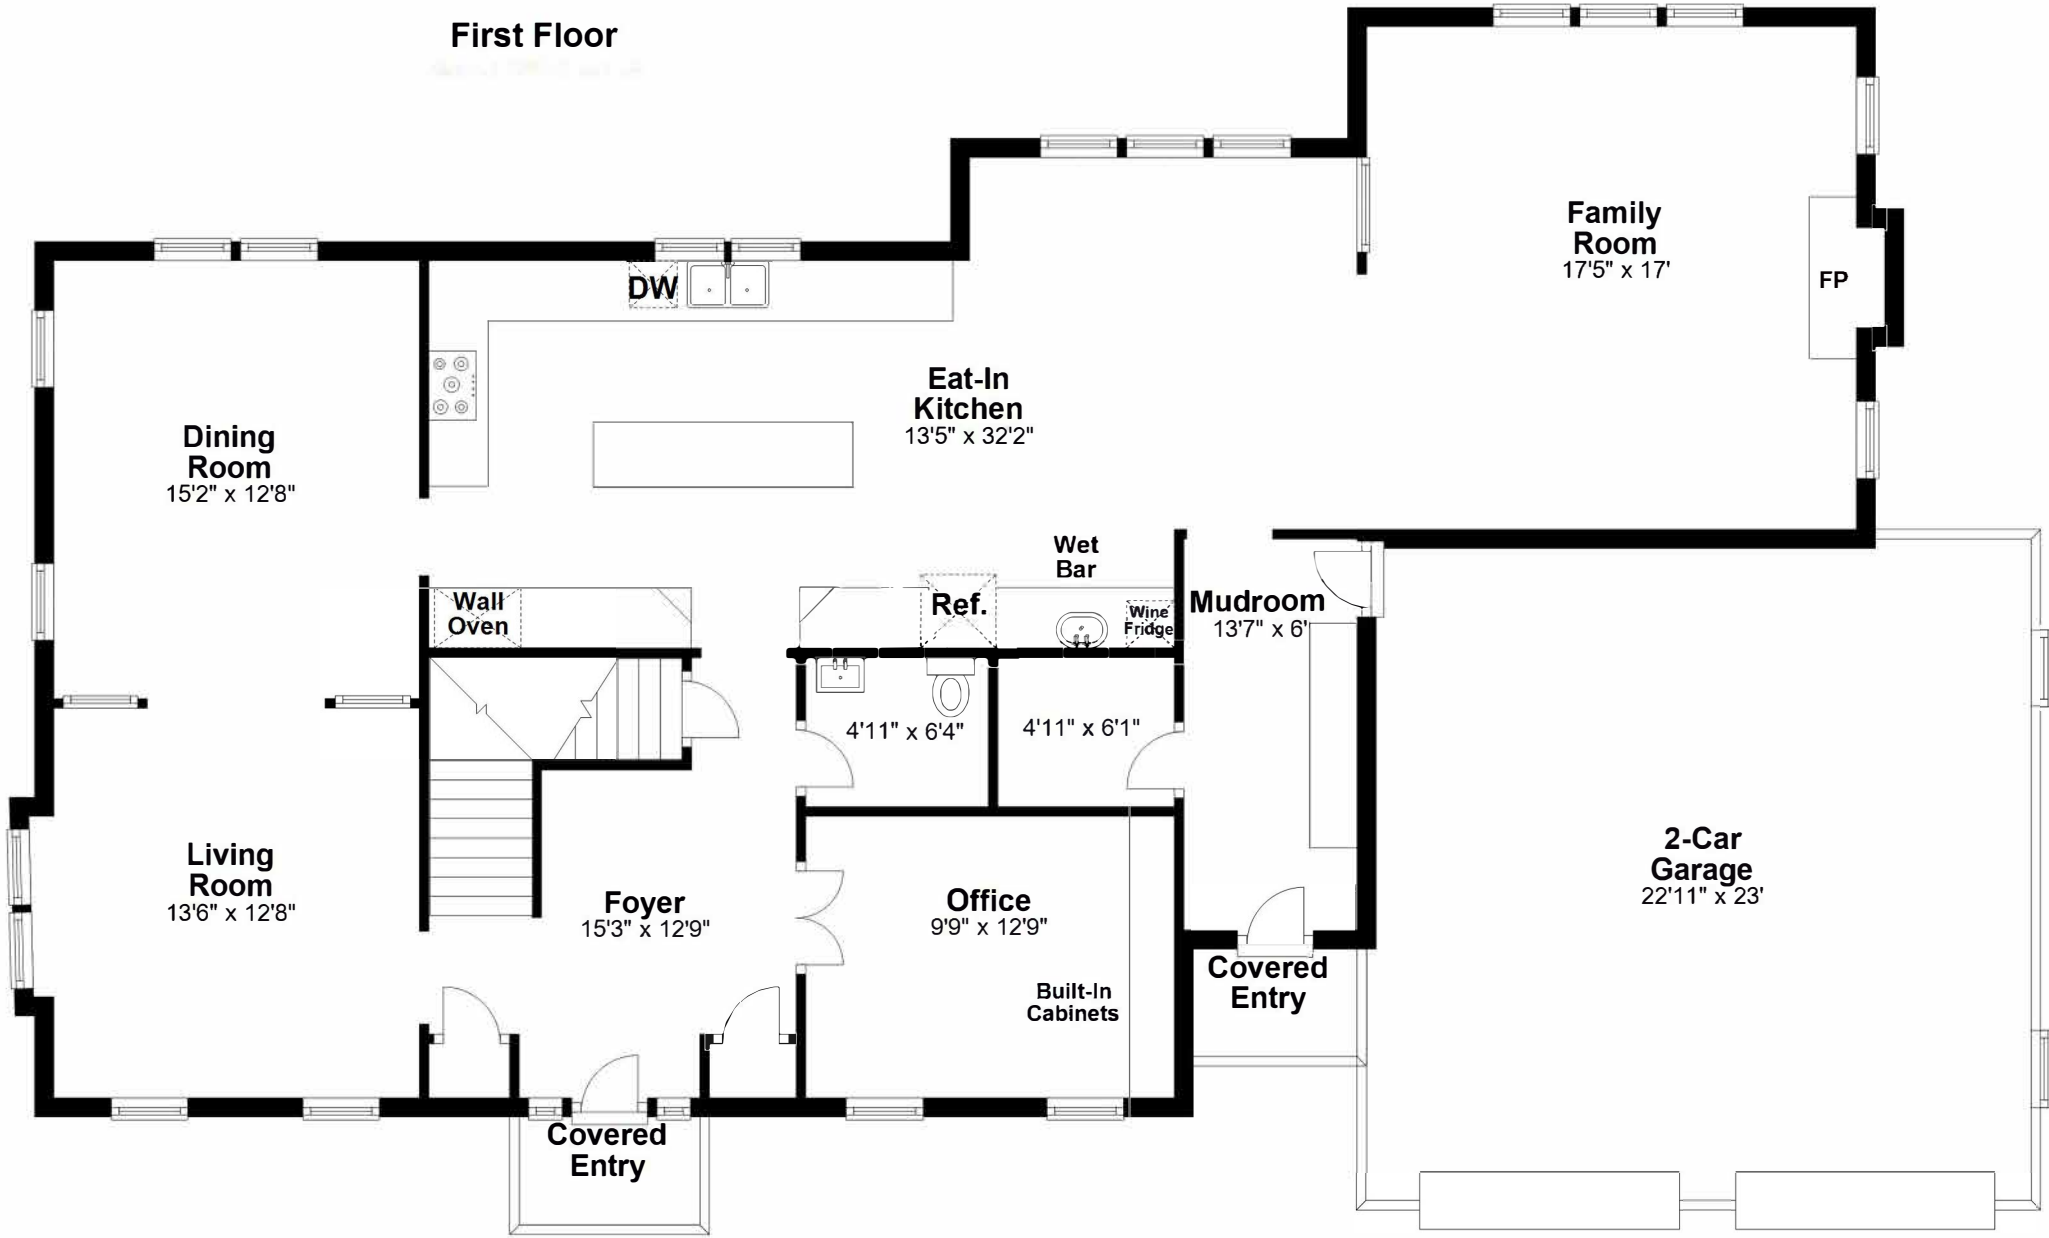 First Floor
Family
Room
17'5" x 17'
FP
DW
Eat-In
Kitchen
13'5" x 32'2"
Dining
Room
15'2" x 12'8"
Wet
Bar
Wall
Oven
Ref.
Wine
Fridge
Mudroom
13'7" x 6'
4'11" x 6'4"
4'11" x 6'1"
Living
Room
13'6" x 12'8"
Foyer
15'3" x 12'9"
Office
9'9" x 12'9"
2-Car
Garage
22'11" x 23'
Built-In
Cabinets
Covered
Entry
Covered
Entry